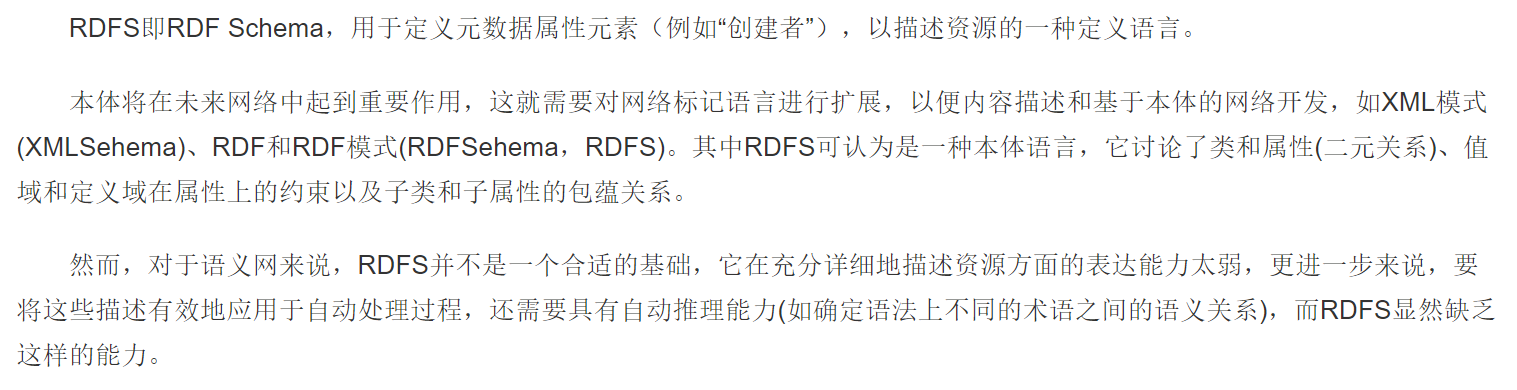 RDFS即RDF Schema，用于定义元数据属性元素（例如“创建者”），以描述资源的一种定义语言。
本体将在未来网络中起到重要作用，这就需要对网络标记语言进行扩展，以便内容描述和基于本体的网络开发，如XML模式
(XMLSehema)、RDF和RDF模式(RDFSehema，RDFS)。其中RDFS可认为是一种本体语言，它讨论了类和属性(二元关系)、值
域和定义域在属性上的约束以及子类和子属性的包蕴关系。
然而，对于语义网来说，RDFS并不是一个合适的基础，它在充分详细地描述资源方面的表达能力太弱，更进一步来说，要
将这些描述有效地应用于自动处理过程，还需要具有自动推理能力(如确定语法上不同的术语之间的语义关系)，而RDFS显然缺乏
这样的能力。